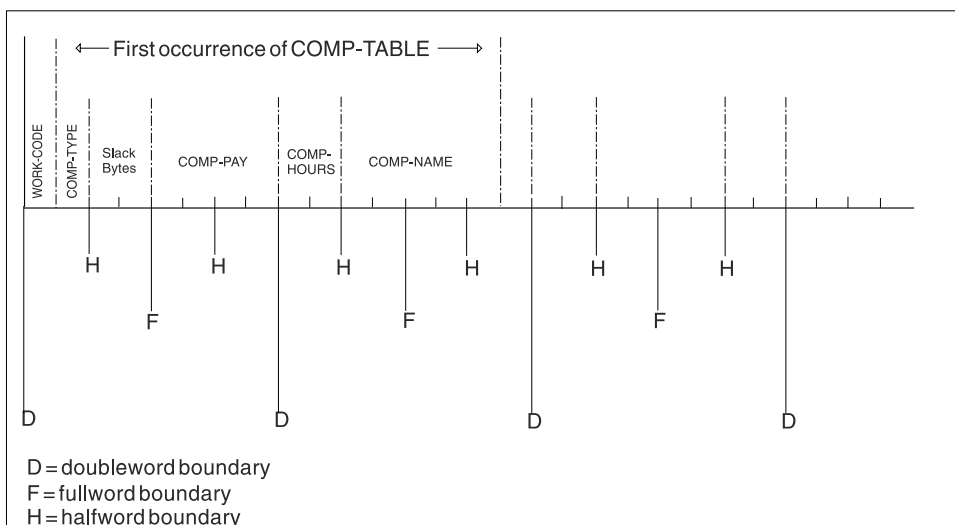 First occurrence of COMP-TABLE
WORK-CODE
COMP-TYPE
Slack
Bytes
COMP-PAY
COMP-
HOURS
COMP-NAME
H
H
H
H
H
H
F
F
F
D
D
D
D
D = doubleword boundary
F = fullword boundary
H = halfword boundary